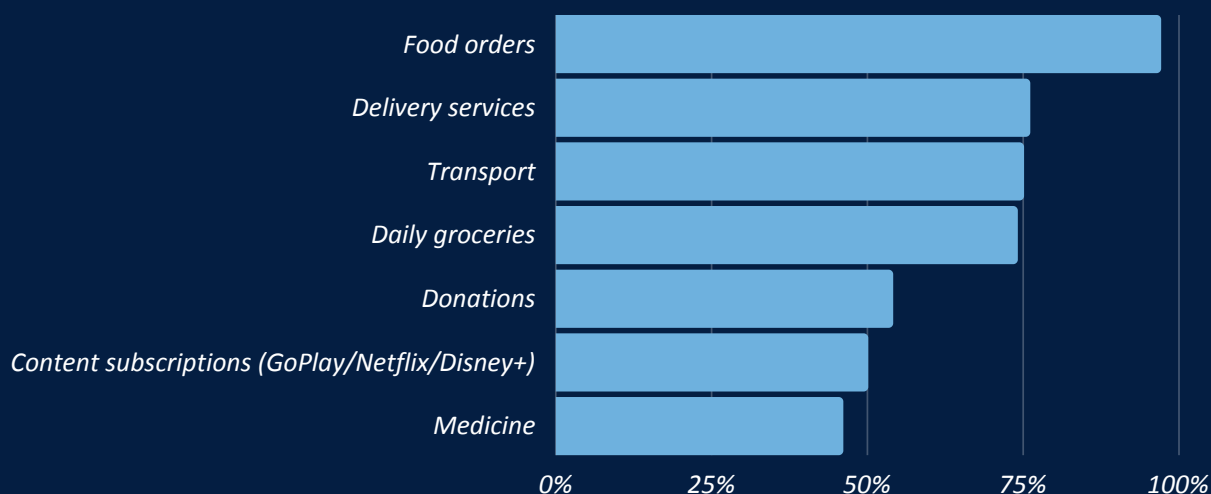 Food orders
Delivery services
Transport
Daily groceries
Donations
Content subscriptions (GoPlay/Netflix/Disney+)
Medicine
0% 25% 50% 75% 100%